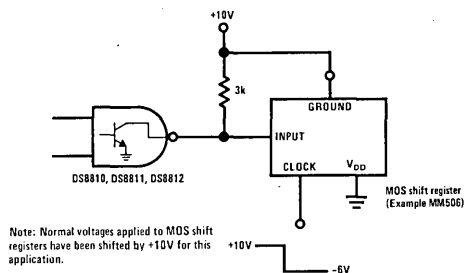 +10V
3k
GROUND
INPUT
CLOCK
VDD
DS8810, DS8811, DS8812
MOS shift register
(Example MM506)
Note: Normal voltages applied to MOS shift
registers have been shifted by +10V for this
application.
+10V
-6V